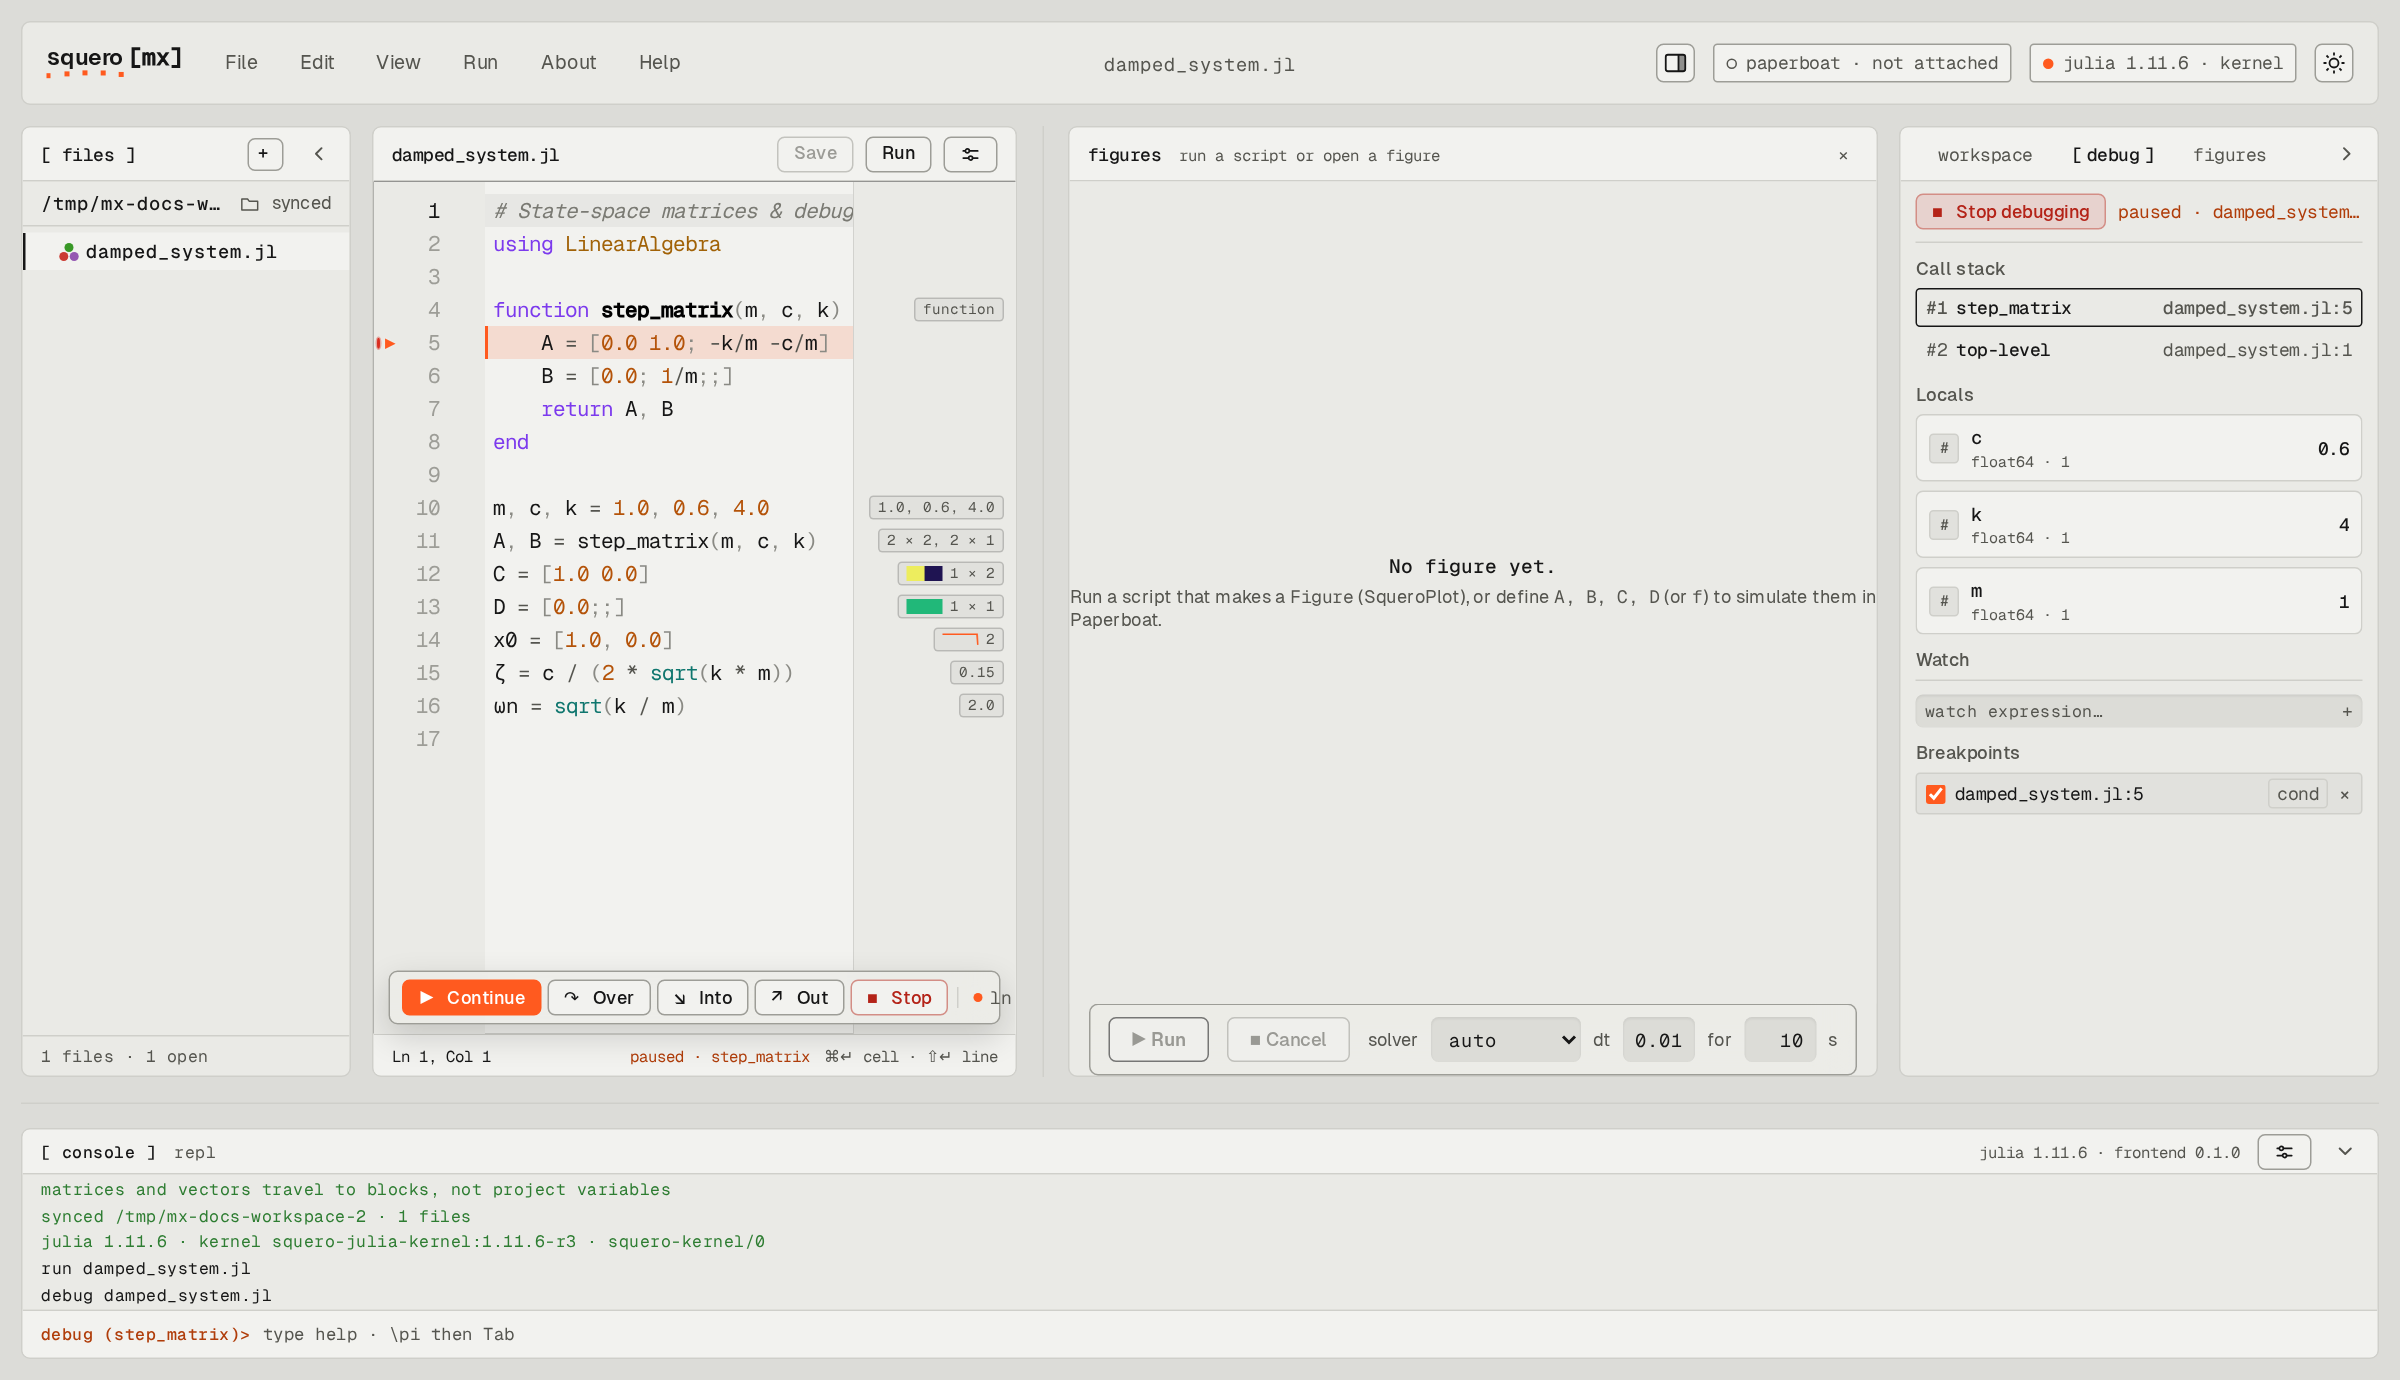 squero [mx] File Edit View Run About Help damped_system.jl paperboat · not attached julia 1.11.6 · kernel
[ files ] +
/tmp/mx-docs-w… synced
damped_system.jl
1 files · 1 open
damped_system.jl Save Run
1 # State-space matrices & debug
2 using LinearAlgebra
3
4 function step_matrix(m, c, k) function
5 A = [0.0 1.0; -k/m -c/m]
6 B = [0.0; 1/m;;]
7 return A, B
8 end
9
10 m, c, k = 1.0, 0.6, 4.0 1.0, 0.6, 4.0
11 A, B = step_matrix(m, c, k) 2 × 2, 2 × 1
12 C = [1.0 0.0] 1 × 2
13 D = [0.0;;] 1 × 1
14 x0 = [1.0, 0.0] 2
15 ζ = c / (2 * sqrt(k * m)) 0.15
16 ωn = sqrt(k / m) 2.0
17
Continue Over Into Out Stop ln
Ln 1, Col 1 paused · step_matrix ⌘↵ cell · ⇧↵ line
figures run a script or open a figure ×
No figure yet.
Run a script that makes a Figure (SqueroPlot), or define A, B, C, D (or f) to simulate them in
Paperboat.
Run Cancel solver auto dt 0.01 for 10 s
workspace [ debug ] figures
Stop debugging paused · damped_system…
Call stack
#1 step_matrix damped_system.jl:5
#2 top-level damped_system.jl:1
Locals
# c 0.6
float64 · 1
# k 4
float64 · 1
# m 1
float64 · 1
Watch
watch expression… +
Breakpoints
damped_system.jl:5 cond ×
[ console ] repl julia 1.11.6 · frontend 0.1.0
matrices and vectors travel to blocks, not project variables
synced /tmp/mx-docs-workspace-2 · 1 files
julia 1.11.6 · kernel squero-julia-kernel:1.11.6-r3 · squero-kernel/0
run damped_system.jl
debug damped_system.jl
debug (step_matrix)> type help · \pi then Tab